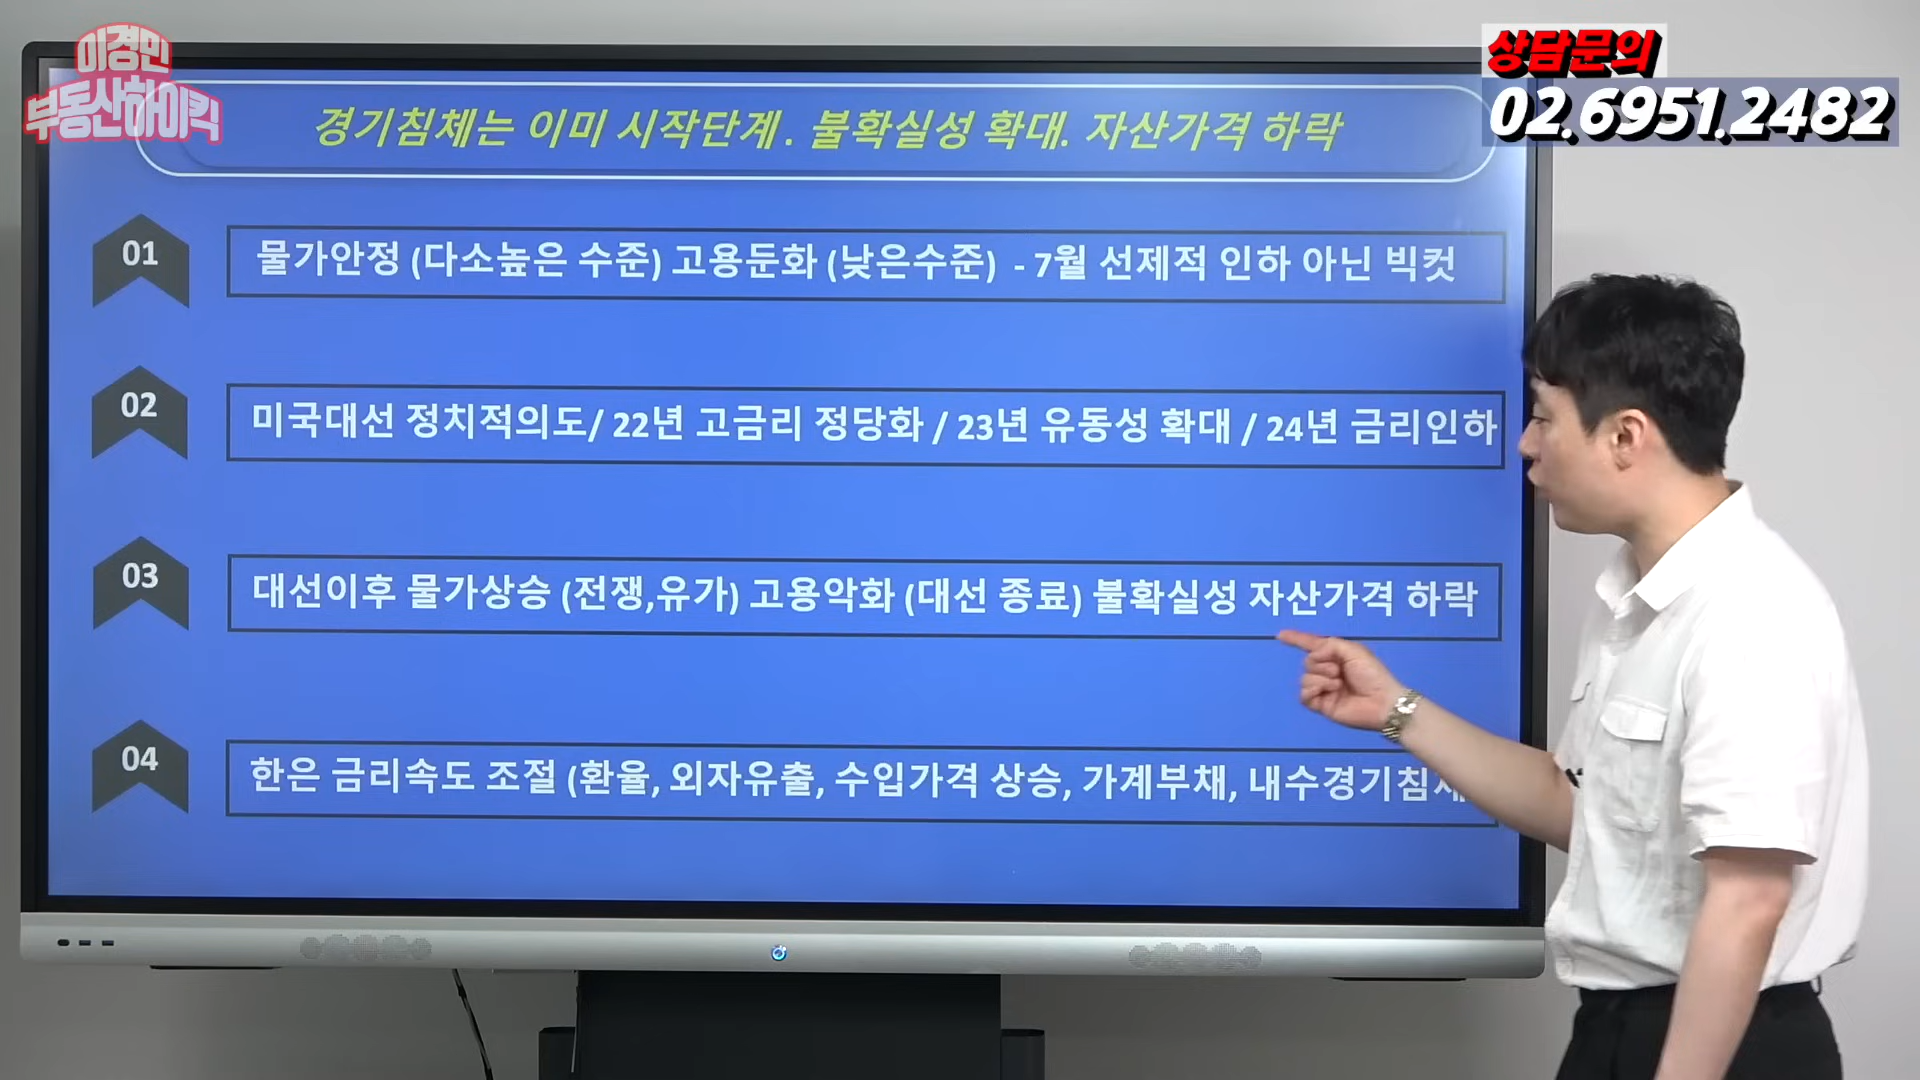 이경민
부동산하이킥
상담문의
02.6951.2482
경기침체는 이미 시작단계. 불확실성 확대. 자산가격 하락
01
물가안정 (다소높은 수준) 고용둔화 (낮은수준) - 7월 선제적 인하 아닌 빅컷
02
미국대선 정치적의도/ 22년 고금리 정당화 / 23년 유동성 확대 / 24년 금리인하
03
대선이후 물가상승 (전쟁,유가) 고용악화 (대선 종료) 불확실성 자산가격 하락
04
한은 금리속도 조절 (환율, 외자유출, 수입가격 상승, 가계부채,